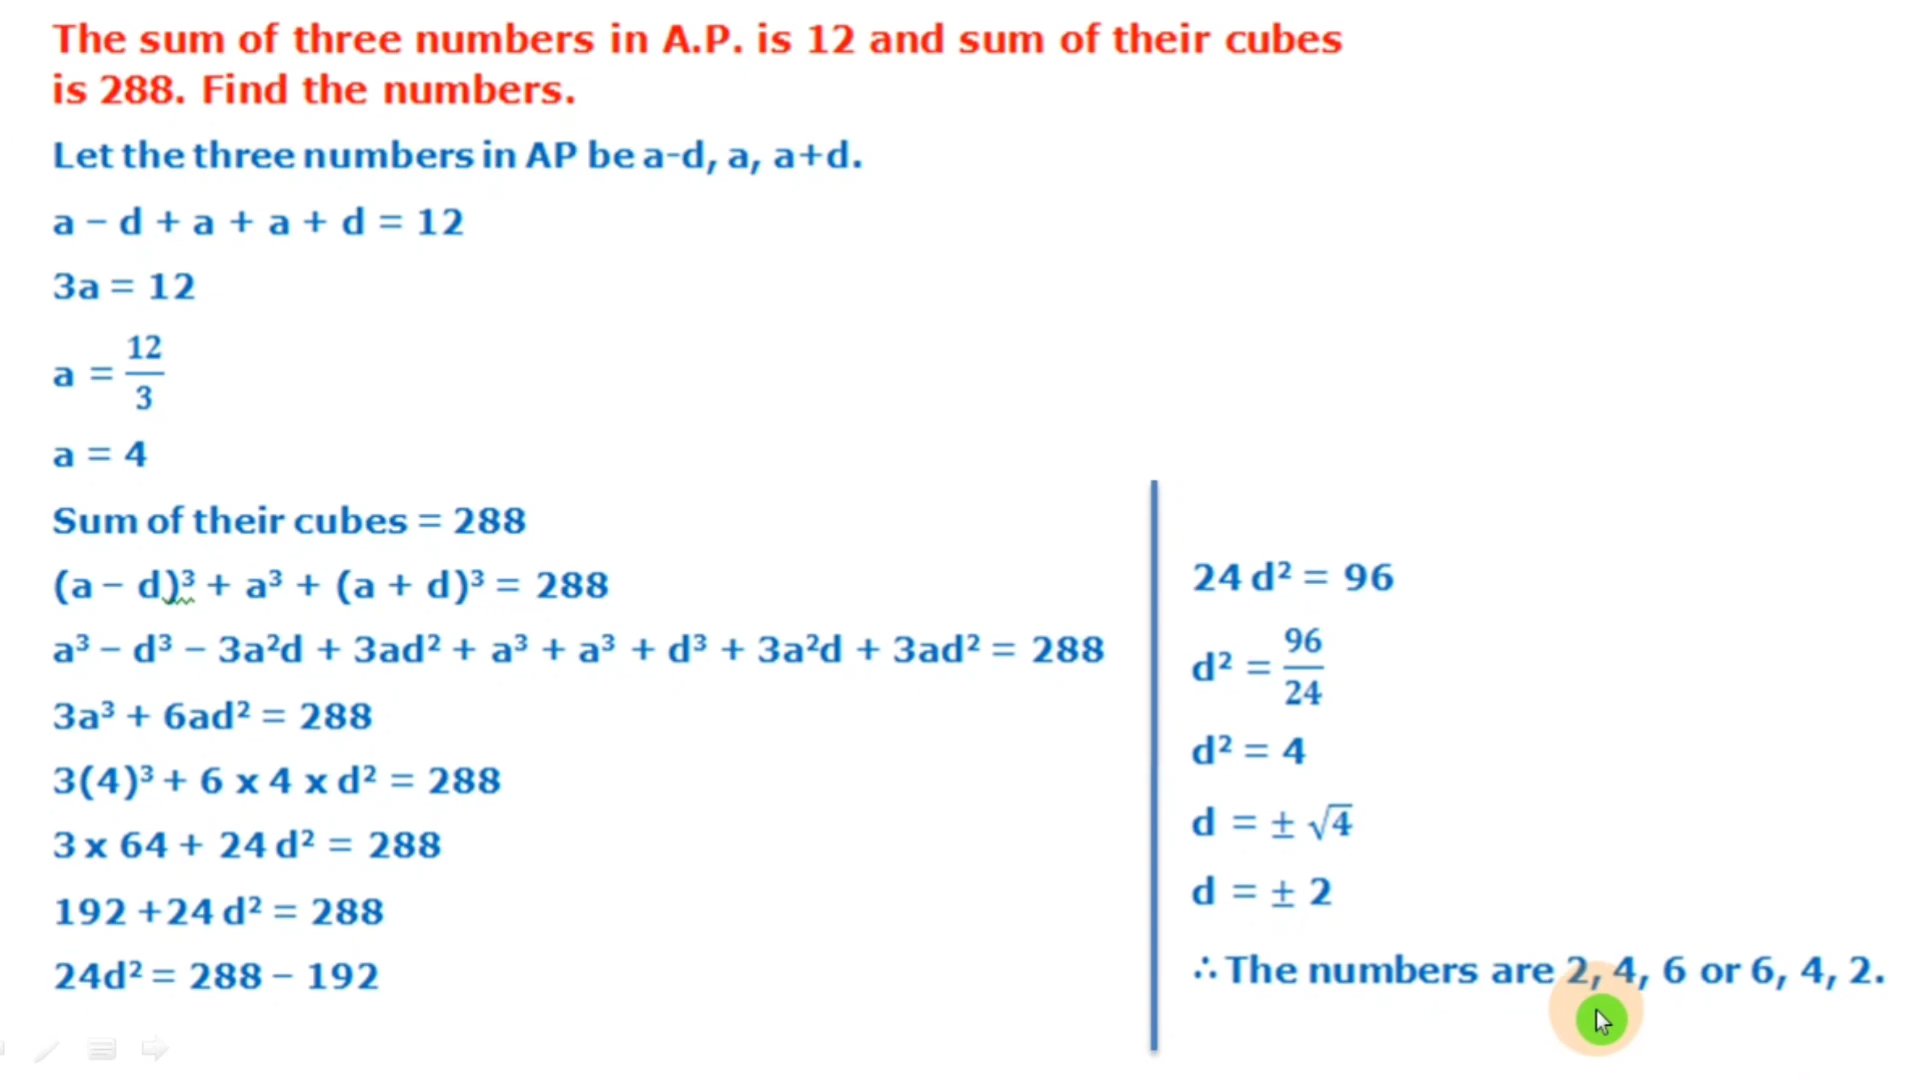 The sum of three numbers in A.P. is 12 and sum of their cubes
is 288. Find the numbers.
Let the three numbers in AP be a-d, a, a+d.
a – d + a + a + d = 12
3a = 12
a = 12/3
a = 4
Sum of their cubes = 288
(a – d)³ + a³ + (a + d)³ = 288
a³ – d³ – 3a²d + 3ad² + a³ + a³ + d³ + 3a²d + 3ad² = 288
3a³ + 6ad² = 288
3(4)³ + 6 x 4 x d² = 288
3 x 64 + 24 d² = 288
192 +24 d² = 288
24d² = 288 – 192
24 d² = 96
d² = 96/24
d² = 4
d = ± √4
d = ± 2
∴ The numbers are 2, 4, 6 or 6, 4, 2.